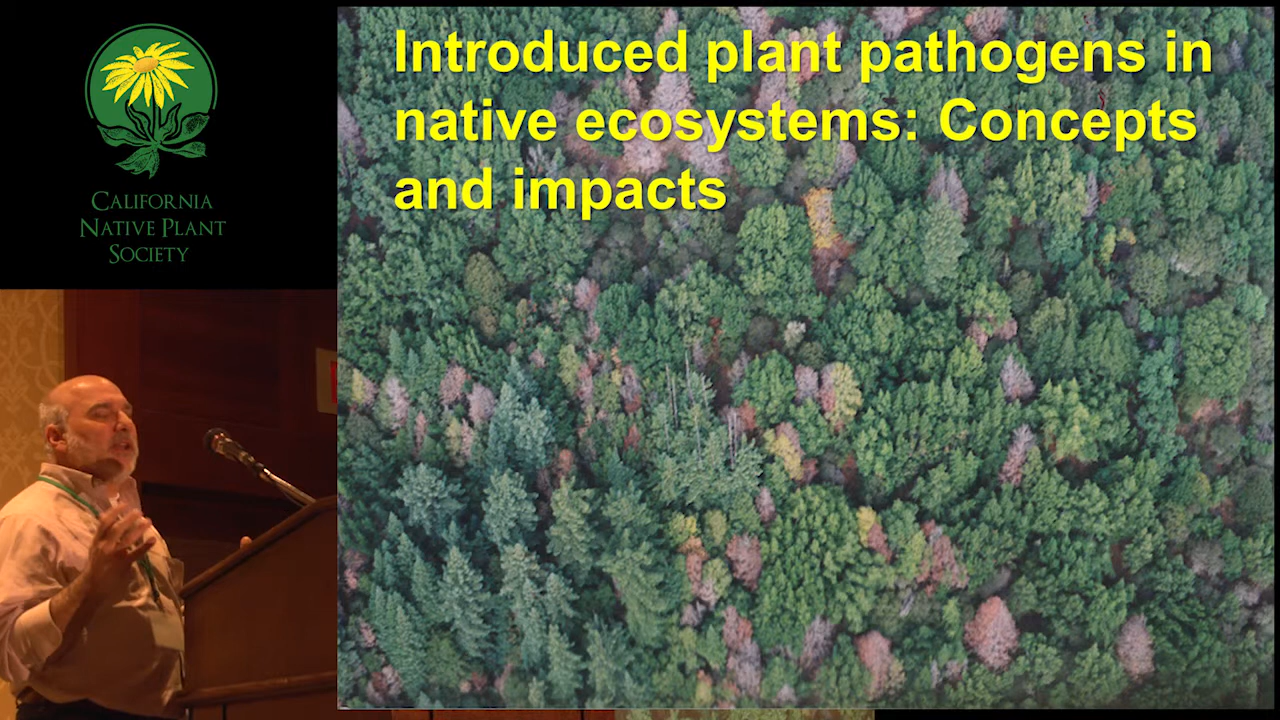 CALIFORNIA
NATIVE PLANT
SOCIETY
Introduced plant pathogens in
native ecosystems: Concepts
and impacts